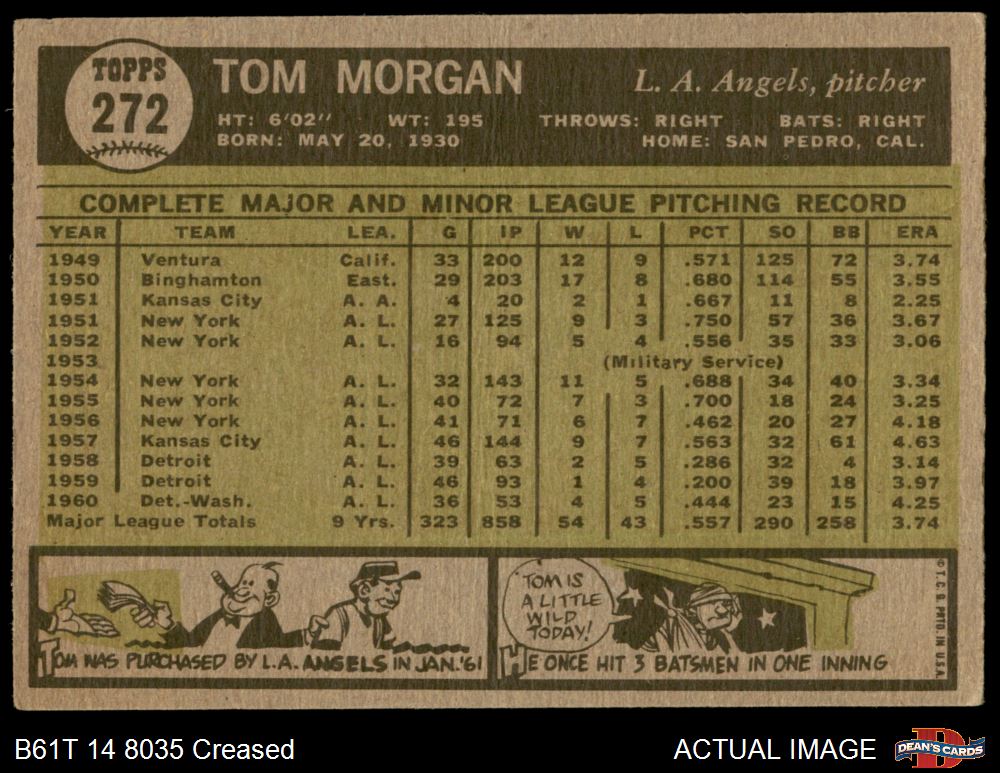 TOPPS
272
TOM MORGAN
L. A. Angels, pitcher
HT: 6'02" WT: 195 THROWS: RIGHT BATS: RIGHT
BORN: MAY 20, 1930 HOME: SAN PEDRO, CAL.
COMPLETE MAJOR AND MINOR LEAGUE PITCHING RECORD
YEAR TEAM LEA. G IP W L PCT SO BB ERA
1949 Ventura Calif. 33 200 12 9 .571 125 72 3.74
1950 Binghamton East. 29 203 17 8 .680 114 55 3.55
1951 Kansas City A. A. 4 20 2 1 .667 11 8 2.25
1951 New York A. L. 27 125 9 3 .750 57 36 3.67
1952 New York A. L. 16 94 5 4 .556 35 33 3.06
1953 (Military Service)
1954 New York A. L. 32 143 11 5 .688 34 40 3.34
1955 New York A. L. 40 72 7 3 .700 18 24 3.25
1956 New York A. L. 41 71 6 7 .462 20 27 4.18
1957 Kansas City A. L. 46 144 9 7 .563 32 61 4.63
1958 Detroit A. L. 39 63 2 5 .286 32 4 3.14
1959 Detroit A. L. 46 93 1 4 .200 39 18 3.97
1960 Det.-Wash. A. L. 36 53 4 5 .444 23 15 4.25
Major League Totals 9 Yrs. 323 858 54 43 .557 290 258 3.74
TOM WAS PURCHASED BY L.A. ANGELS IN JAN. '61
"TOM IS
A LITTLE
WILD
TODAY!
HE ONCE HIT 3 BATSMEN IN ONE INNING
© T. C. G. PRTD. IN U.S.A.
B61T 14 8035 Creased
ACTUAL IMAGE
D
DEAN'S CARDS